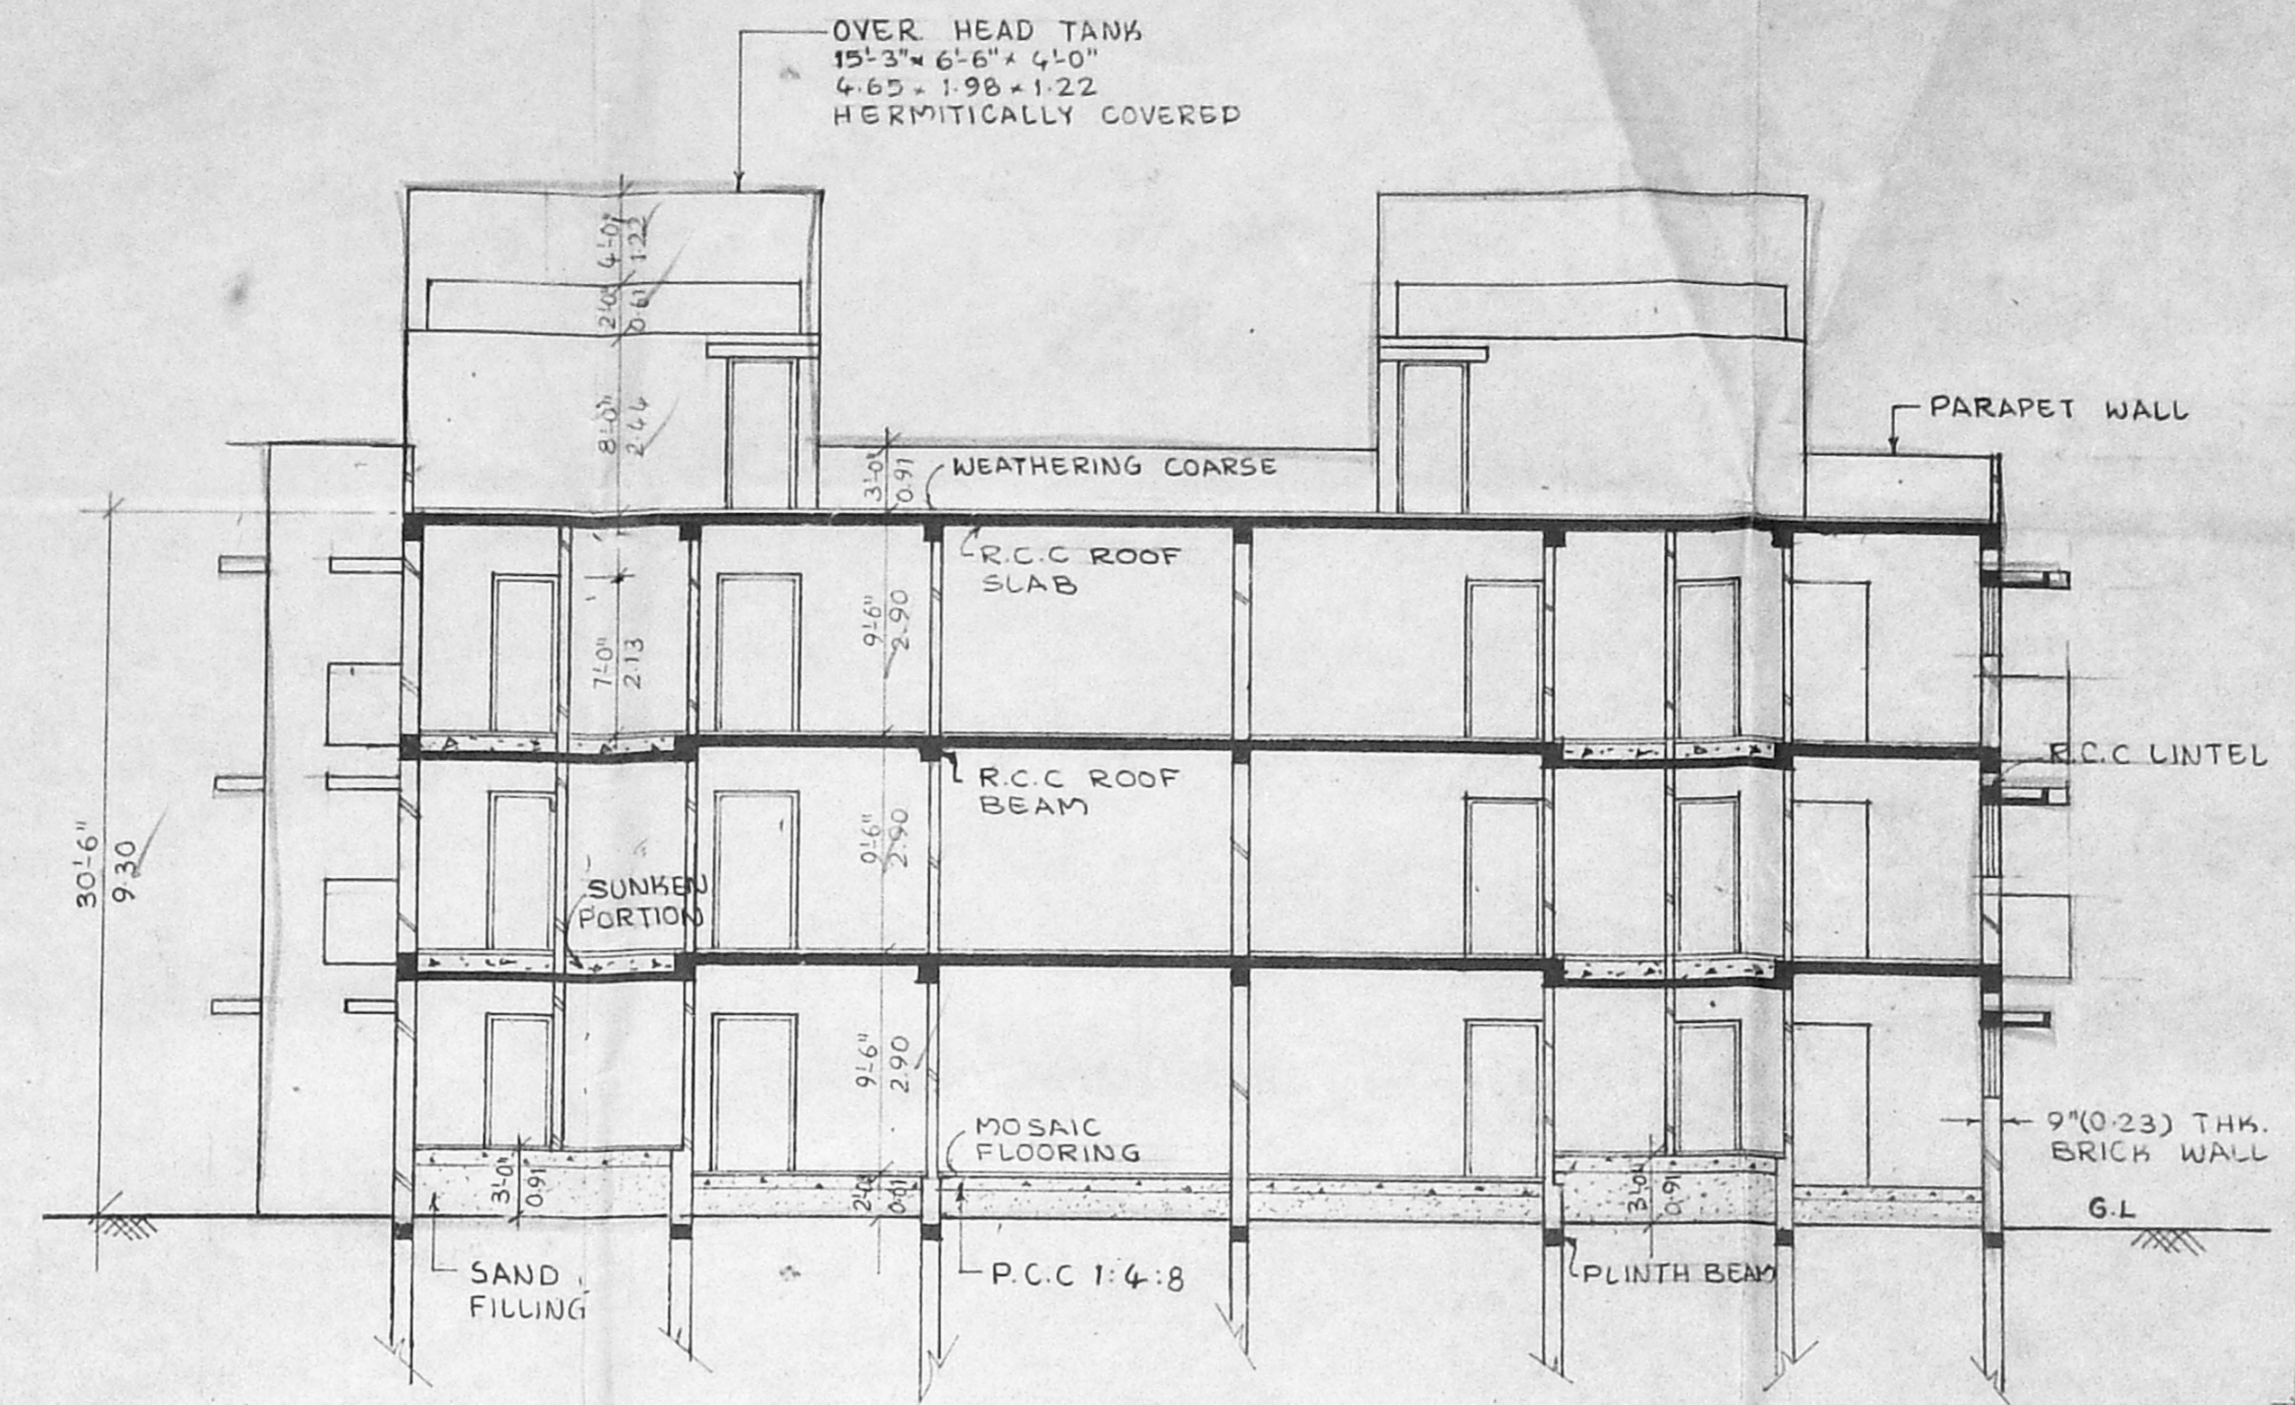 OVER HEAD TANK
15'-3" x 6'-6" x 4'-0"
4.65 x 1.98 x 1.22
HERMITICALLY COVERED
4'-0"
1.22
2'-0"
0.61
8'-0"
2.44
PARAPET WALL
3'-0"
0.91
WEATHERING COARSE
R.C.C ROOF
SLAB
9'-6"
2.90
7'-0"
2.13
R.C.C LINTEL
R.C.C ROOF
BEAM
30'-6"
9.30
9'-6"
2.90
SUNKEN
PORTION
9'-6"
2.90
MOSAIC
FLOORING
9"(0.23) THK.
BRICK WALL
3'-0"
0.91
2'-0"
3'-0"
0.91
G.L
SAND
FILLING
P.C.C 1:4:8
PLINTH BEAM